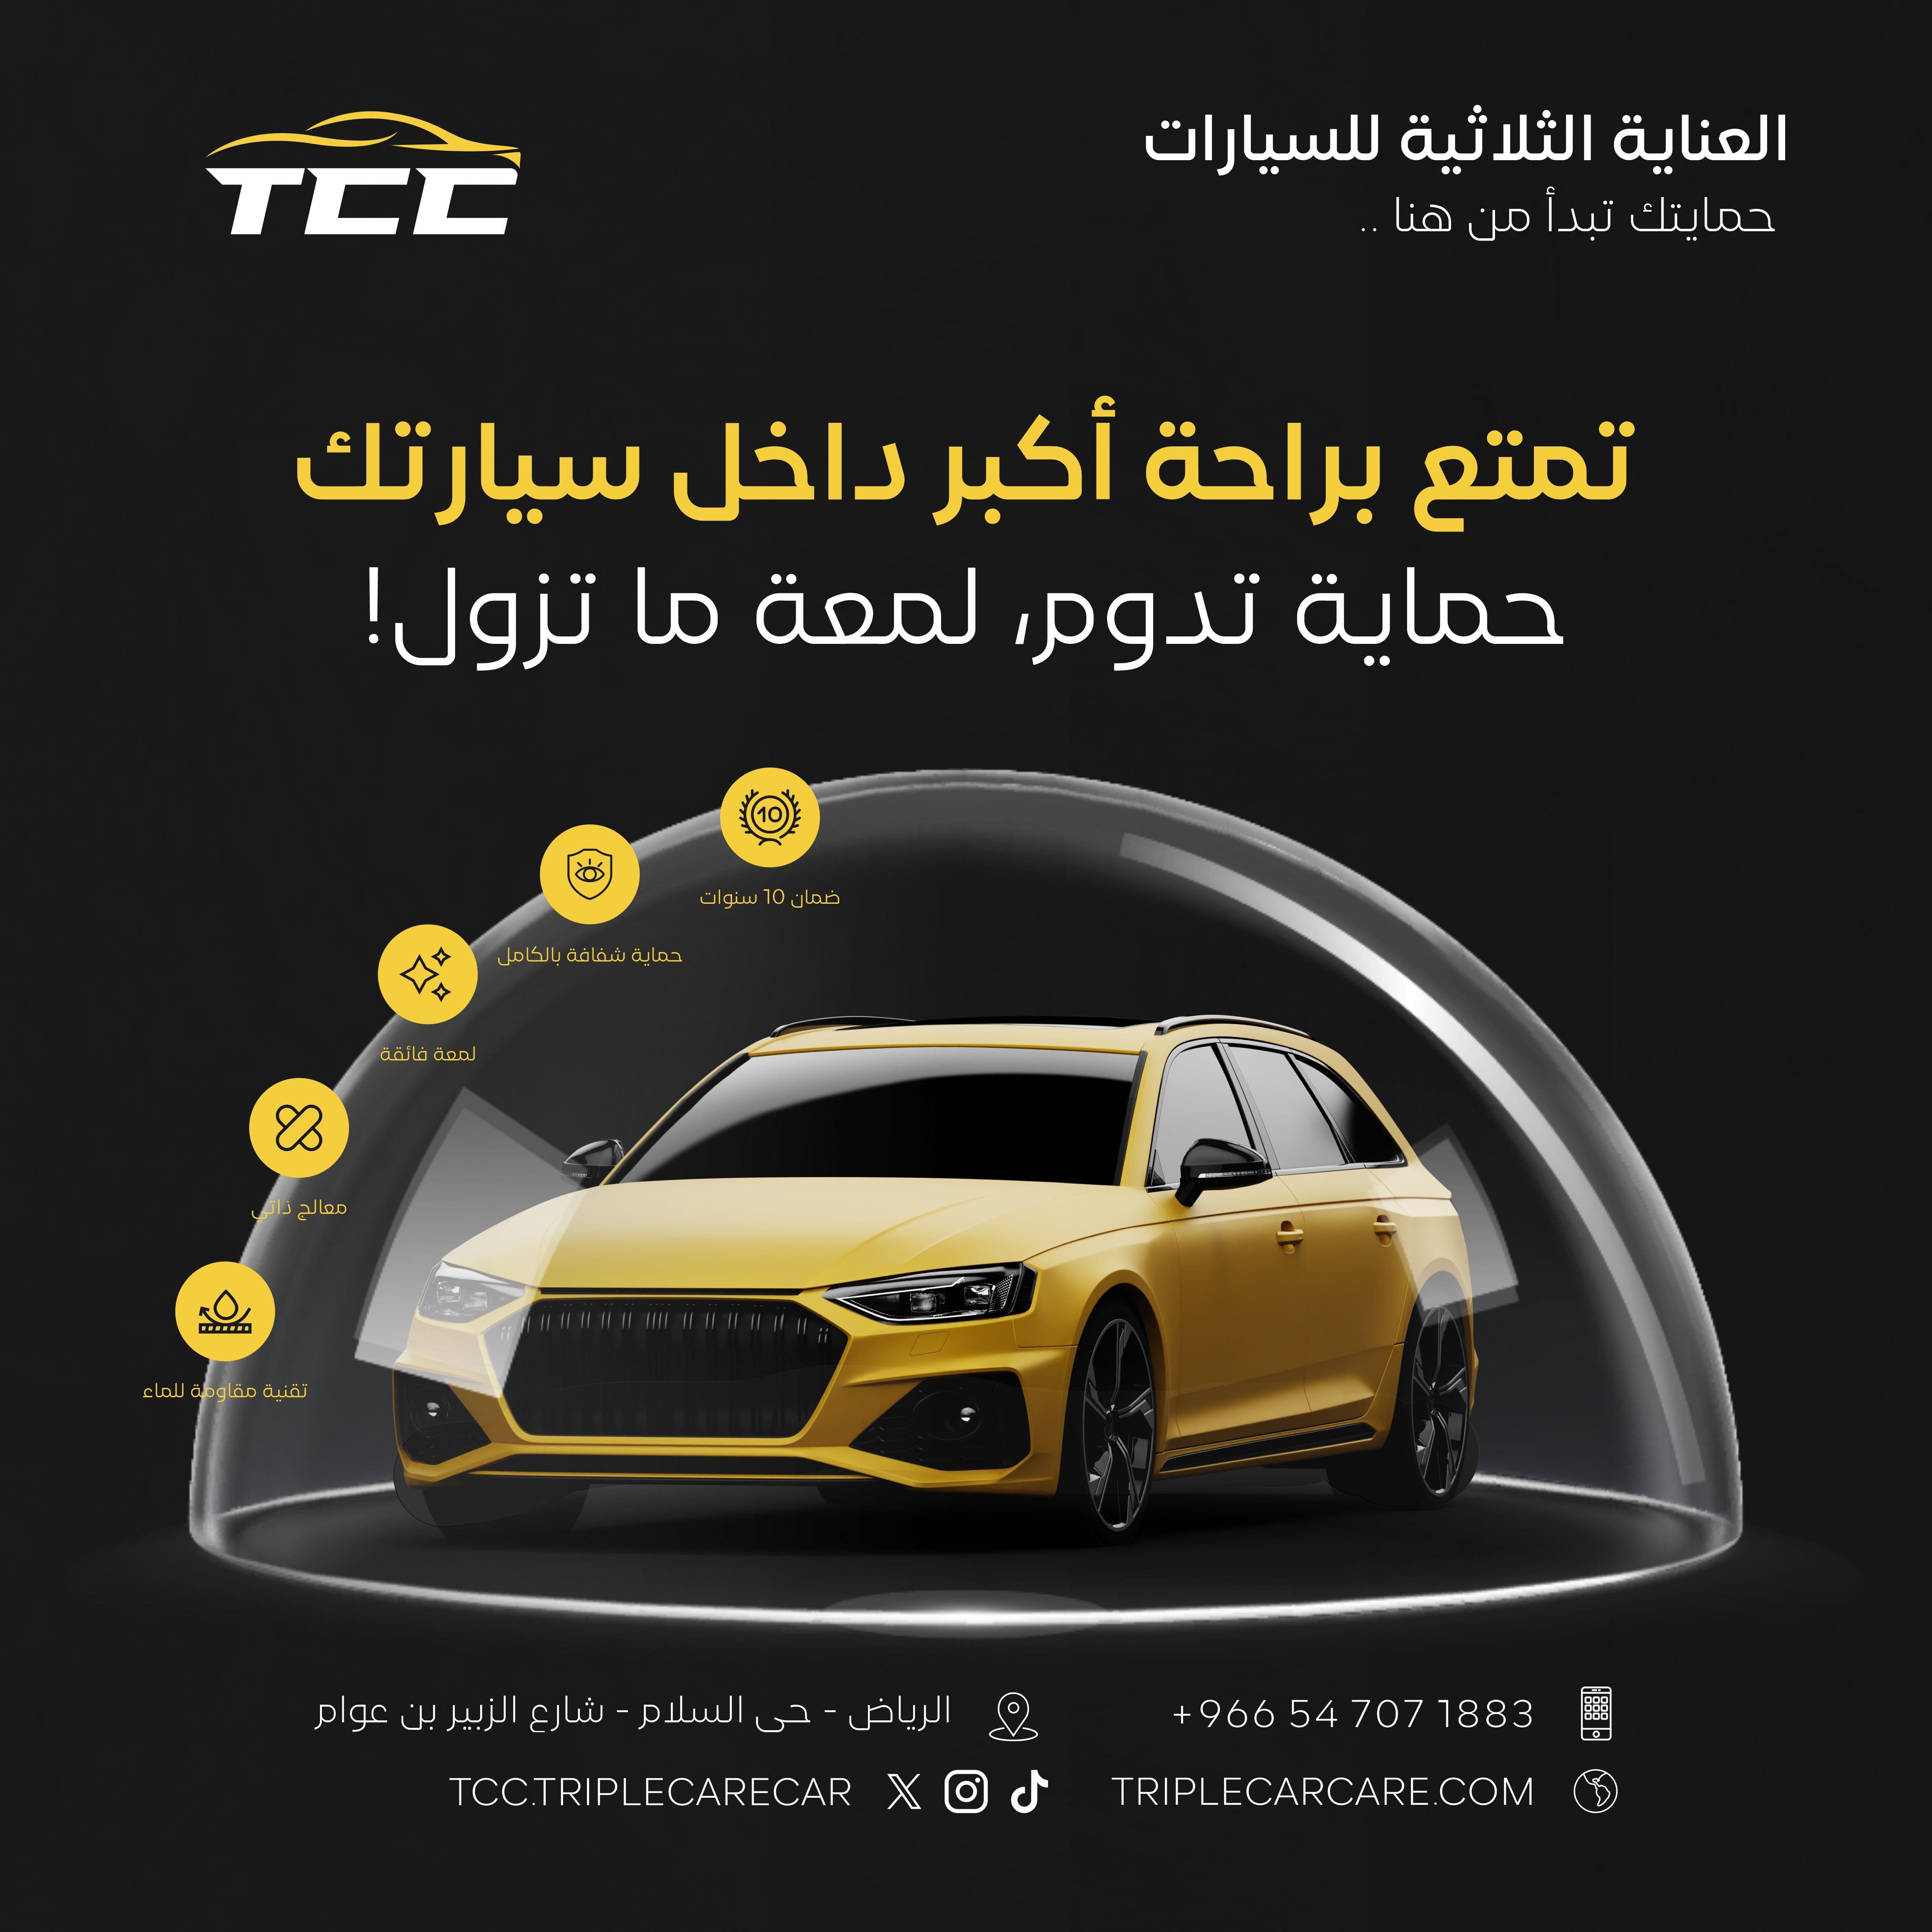 العناية الثلاثية للسيارات
حمايتك تبدأ من هنا ..
TCC
تمتع براحة أكبر داخل سيارتك
حماية تدوم، لمعة ما تزول!
10
ضمان 10 سنوات
حماية شفافة بالكامل
لمعة فائقة
معالج ذاتي
تقنية مقاومة للماء
+966 54 707 1883
الرياض - حى السلام - شارع الزبير بن عوام
TRIPLECARCARE.COM
TCC.TRIPLECARECAR